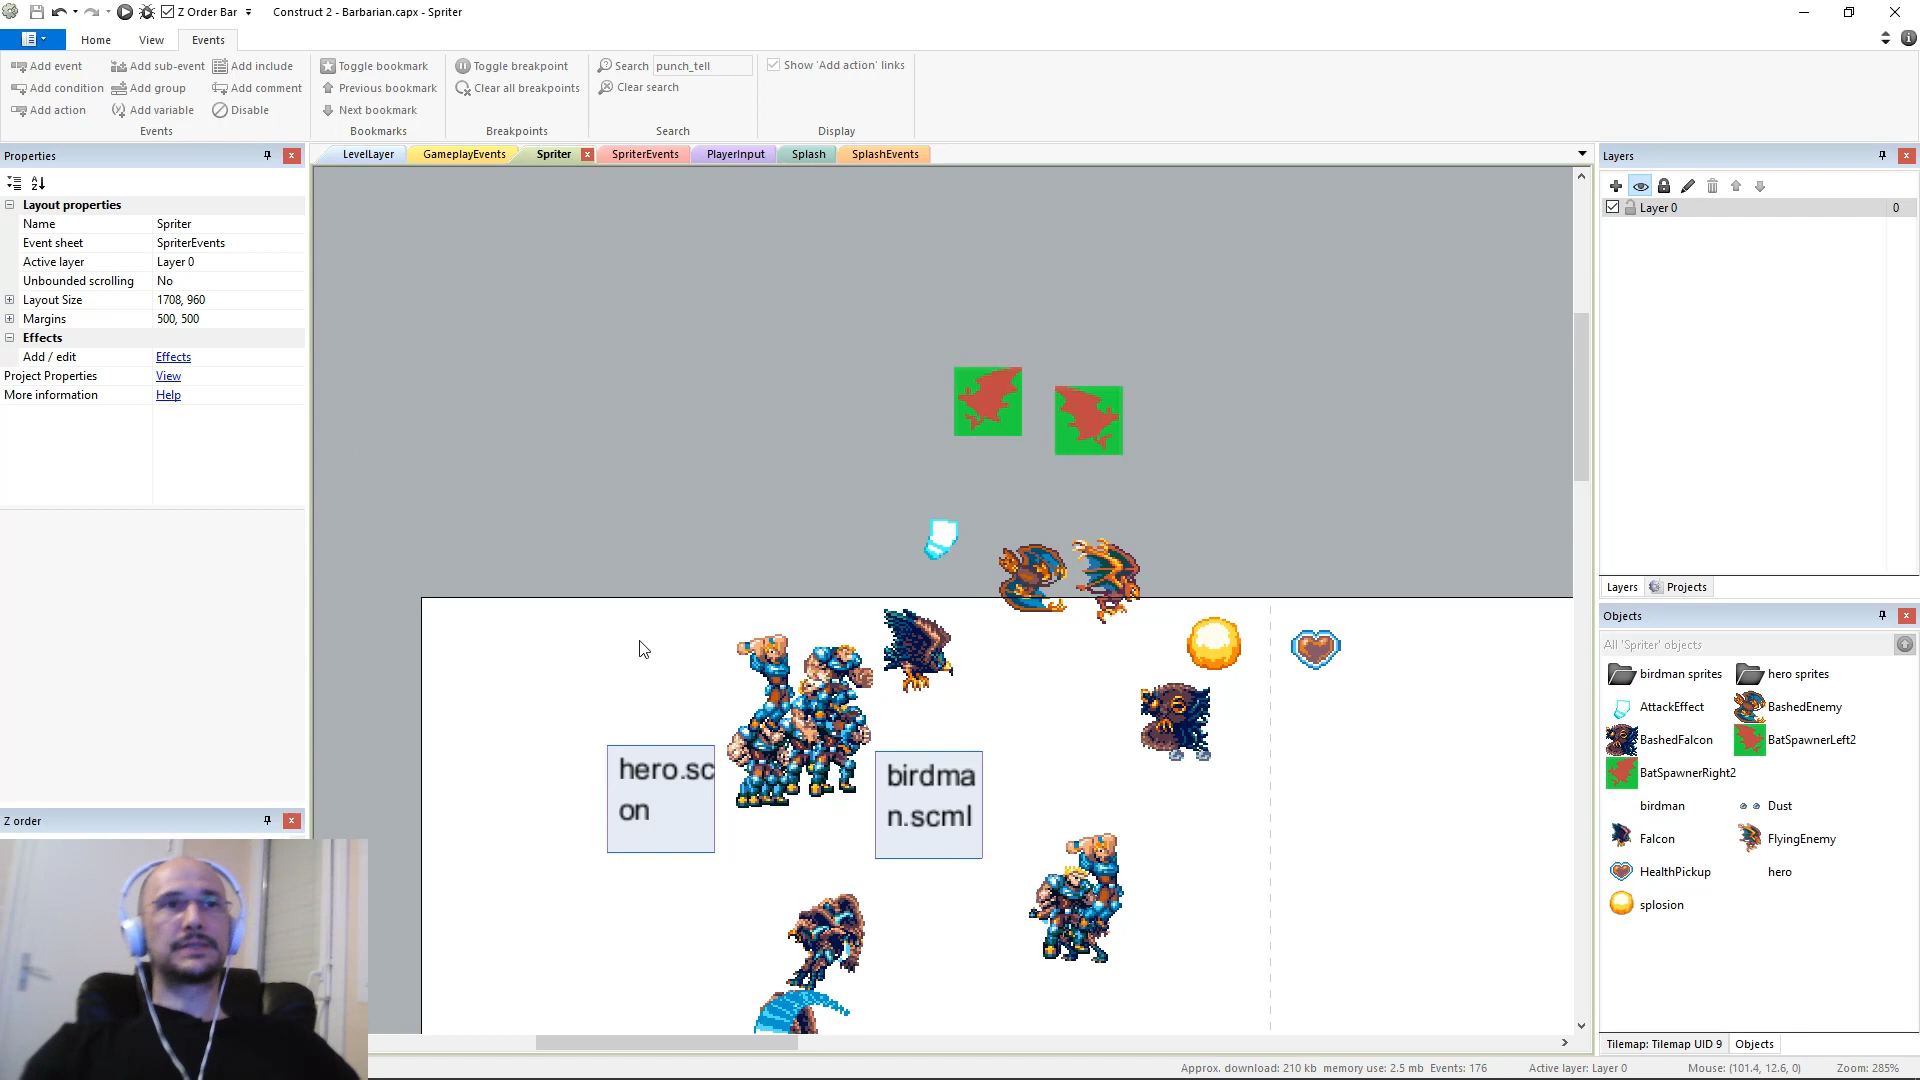 Z Order Bar
Construct 2 - Barbarian.capx - Spriter
Home View Events
Add event Add sub-event Add include
Add condition Add group Add comment
Add action Add variable Disable
Events
Toggle bookmark
Previous bookmark
Next bookmark
Bookmarks
Toggle breakpoint
Clear all breakpoints
Breakpoints
Search punch_tell
Clear search
Search
Show 'Add action' links
Display
Properties
LevelLayer GameplayEvents Spriter SpriterEvents PlayerInput Splash SplashEvents
Layout properties
Name Spriter
Event sheet SpriterEvents
Active layer Layer 0
Unbounded scrolling No
Layout Size 1708, 960
Margins 500, 500
Effects
Add / edit Effects
Project Properties View
More information Help
Z order
hero.sc
on
birdma
n.scml
Layers
Layer 0 0
Layers Projects
Objects
All 'Spriter' objects
birdman sprites hero sprites
AttackEffect BashedEnemy
BashedFalcon BatSpawnerLeft2
BatSpawnerRight2
birdman Dust
Falcon FlyingEnemy
HealthPickup hero
splosion
Tilemap: Tilemap UID 9 Objects
Approx. download: 210 kb memory use: 2.5 mb Events: 176 Active layer: Layer 0 Mouse: (101.4, 12.6, 0) Zoom: 285%